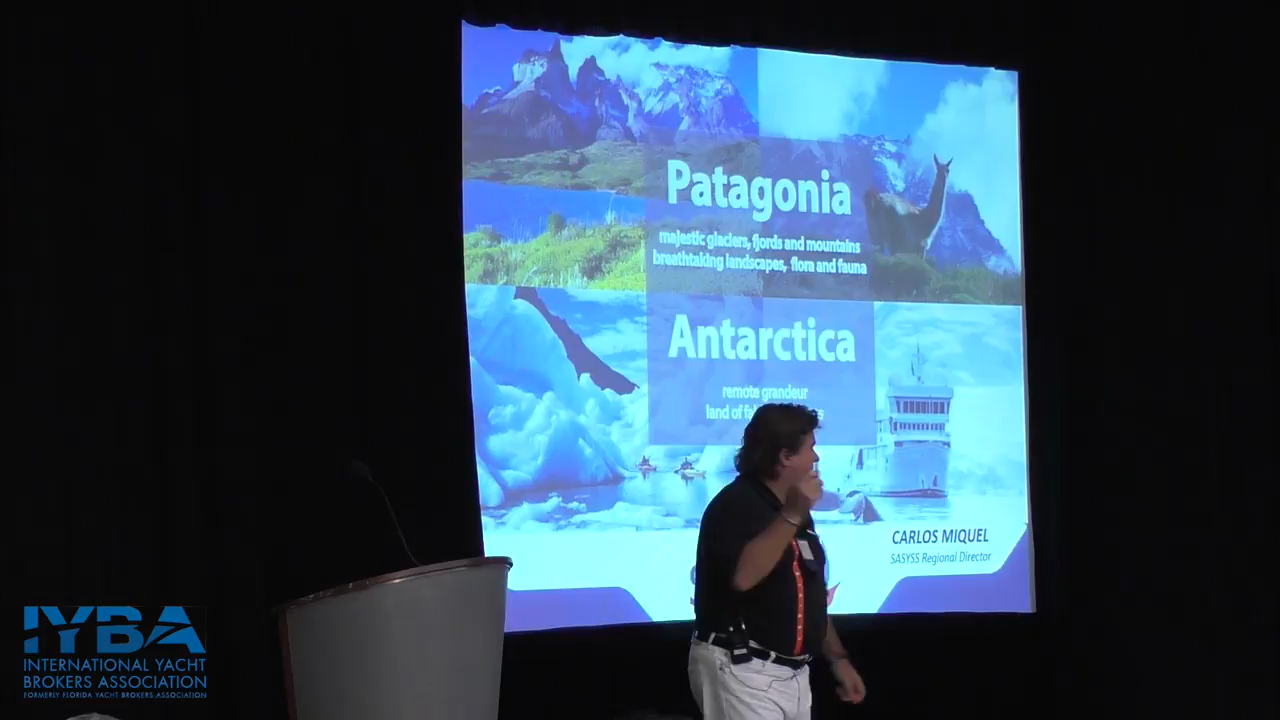 Patagonia
majestic glaciers, fjords and mountains
breathtaking landscapes, flora and fauna
Antarctica
remote grandeur
land of
CARLOS MIQUEL
SASYSS Regional Director
IYBA
INTERNATIONAL YACHT
BROKERS ASSOCIATION
FORMERLY FLORIDA YACHT BROKERS ASSOCIATION